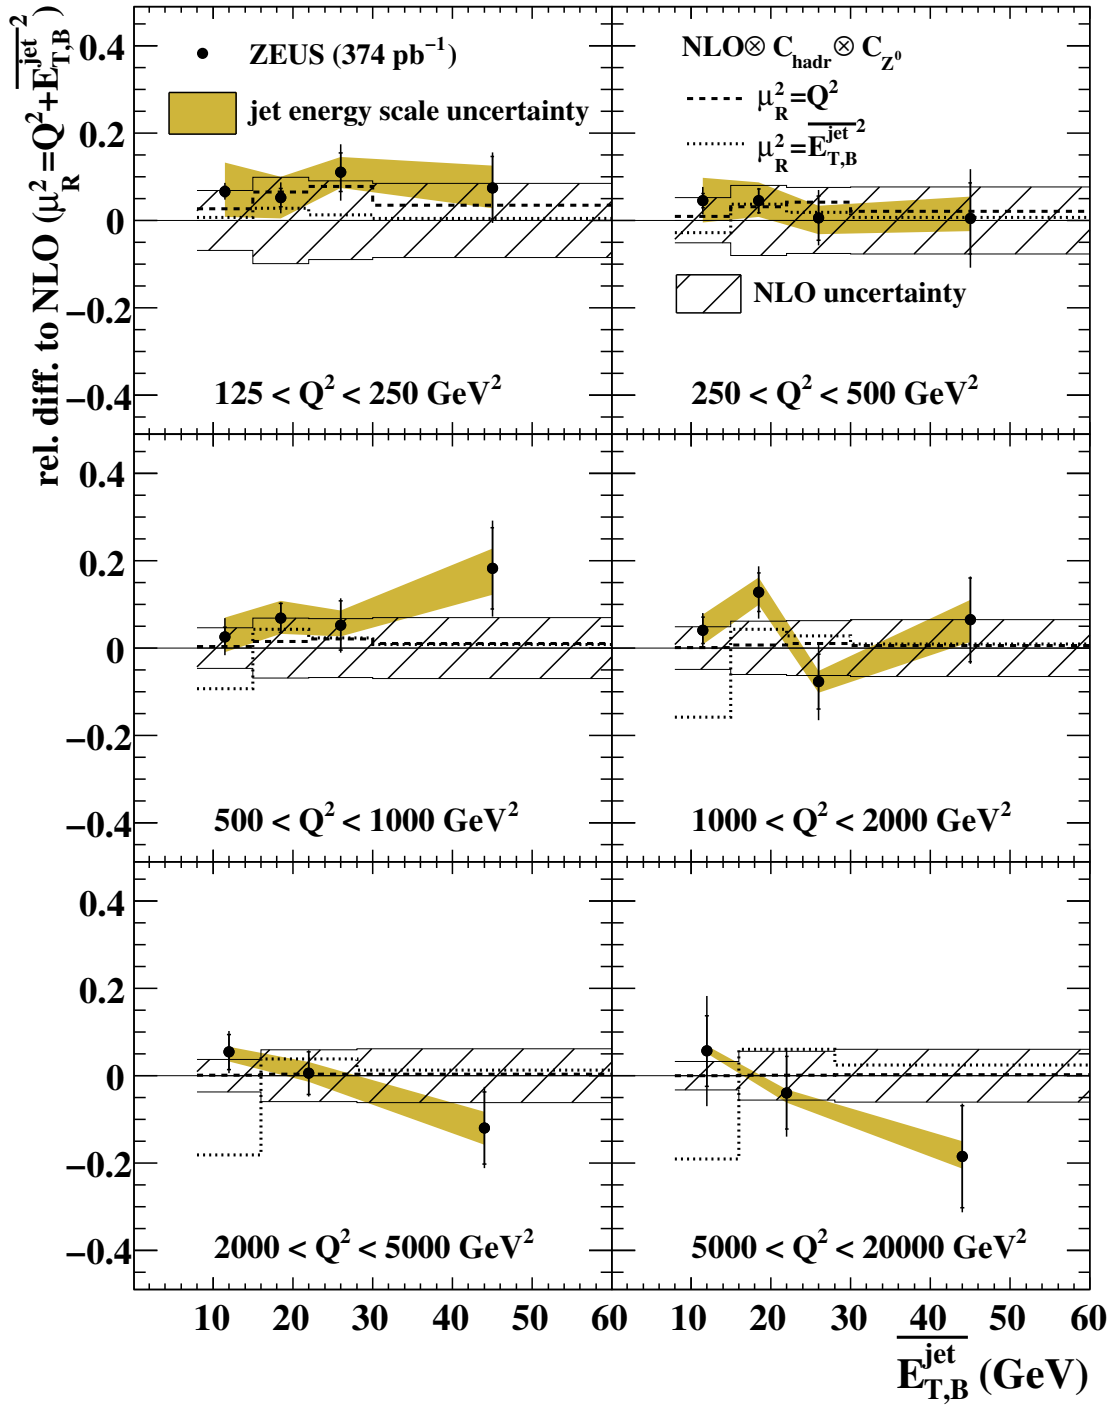 rel. diff. to NLO (μ_R^2=Q^2+E_T,B^jet^2)
ZEUS (374 pb^−1)
jet energy scale uncertainty
NLO⊗ C_hadr ⊗ C_Z^0
μ_R^2=Q^2
μ_R^2=E_T,B^jet^2
NLO uncertainty
0.4
0.2
0
−0.2
−0.4
125 < Q^2 < 250 GeV^2
250 < Q^2 < 500 GeV^2
0.4
0.2
0
−0.2
−0.4
500 < Q^2 < 1000 GeV^2
1000 < Q^2 < 2000 GeV^2
0.4
0.2
0
−0.2
−0.4
2000 < Q^2 < 5000 GeV^2
5000 < Q^2 < 20000 GeV^2
10 20 30 40 50 60 10 20 30 40 50 60
E_T,B^jet (GeV)